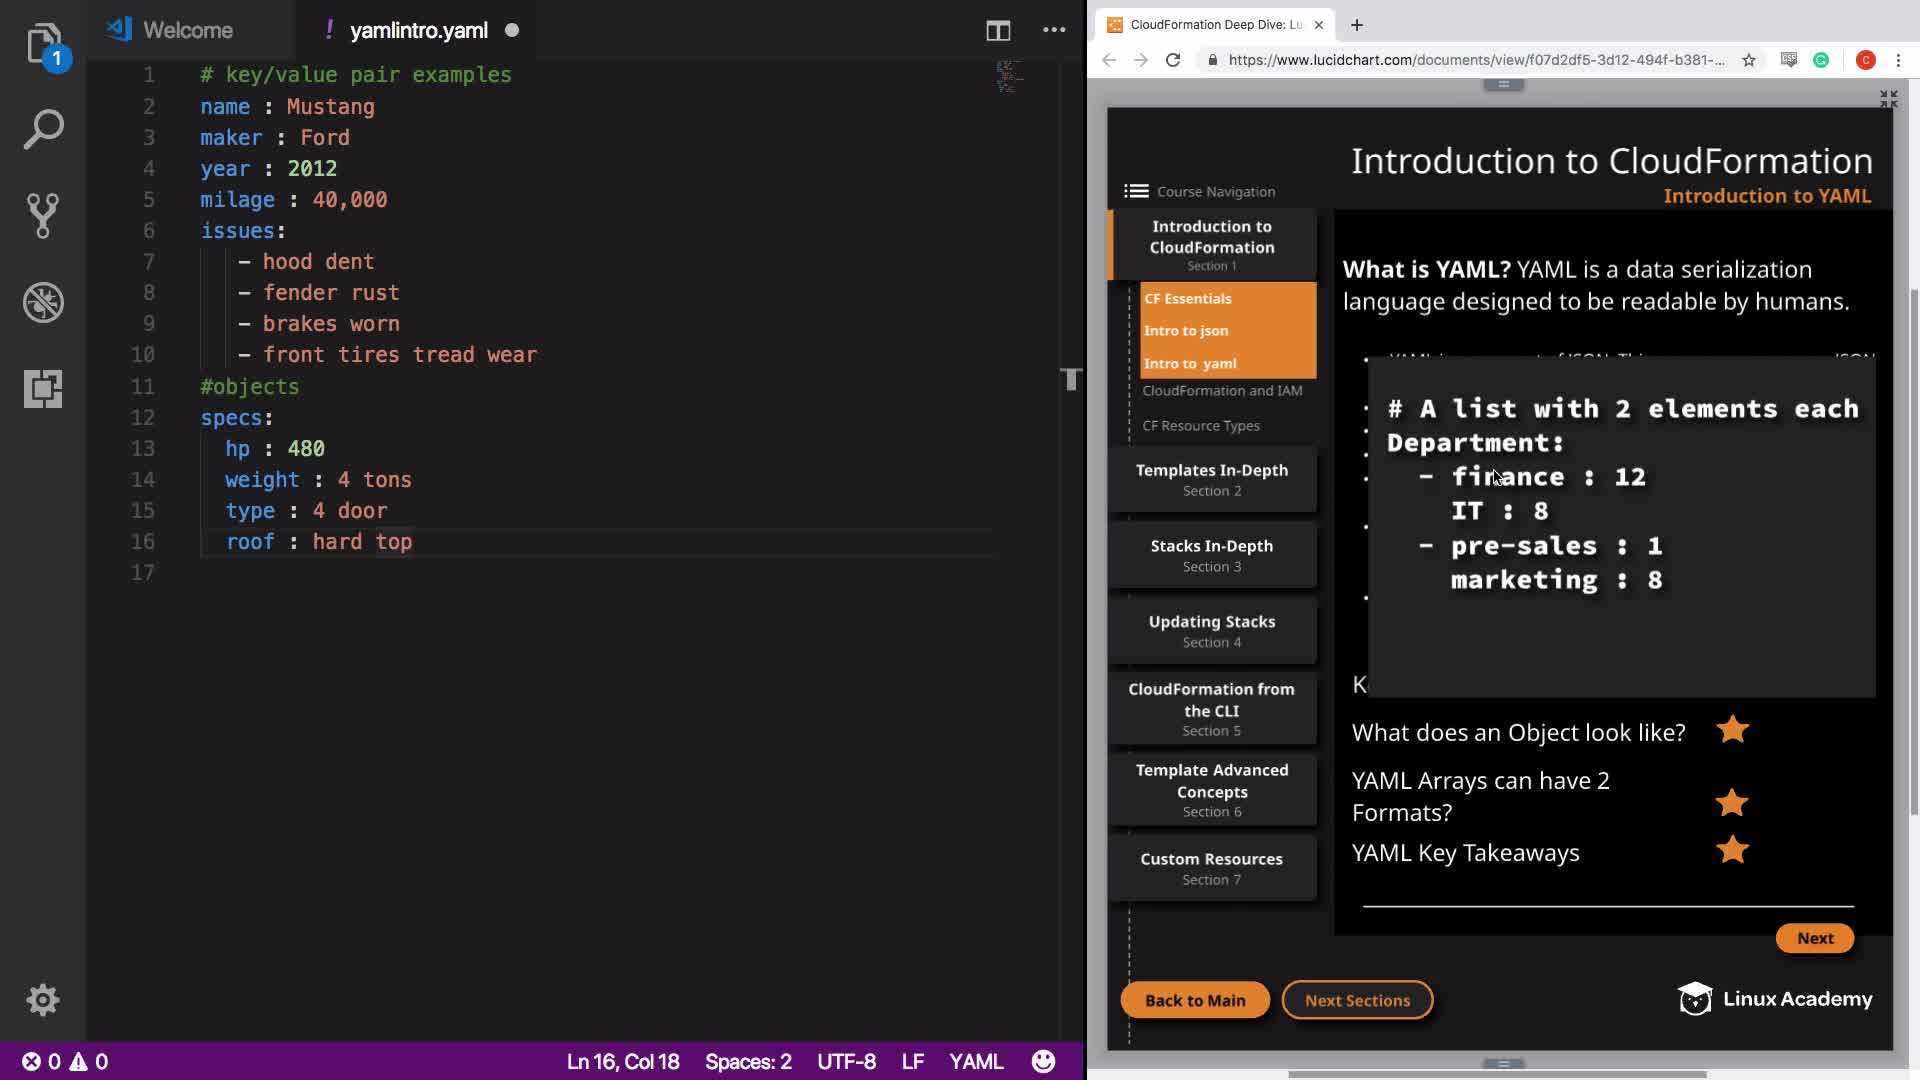 1
Welcome
! yamlintro.yaml
1 # key/value pair examples
2 name : Mustang
3 maker : Ford
4 year : 2012
5 milage : 40,000
6 issues:
7 - hood dent
8 - fender rust
9 - brakes worn
10 - front tires tread wear
11 #objects
12 specs:
13 hp : 480
14 weight : 4 tons
15 type : 4 door
16 roof : hard top
17
0 0 Ln 16, Col 18 Spaces: 2 UTF-8 LF YAML
CloudFormation Deep Dive: Lu
https://www.lucidchart.com/documents/view/f07d2df5-3d12-494f-b381-...
C
Introduction to CloudFormation
Introduction to YAML
Course Navigation
Introduction to
CloudFormation
Section 1
CF Essentials
Intro to json
Intro to yaml
CloudFormation and IAM
CF Resource Types
Templates In-Depth
Section 2
Stacks In-Depth
Section 3
Updating Stacks
Section 4
CloudFormation from
the CLI
Section 5
Template Advanced
Concepts
Section 6
Custom Resources
Section 7
What is YAML? YAML is a data serialization
language designed to be readable by humans.
# A list with 2 elements each
Department:
- finance : 12
IT : 8
- pre-sales : 1
marketing : 8
What does an Object look like?
YAML Arrays can have 2
Formats?
YAML Key Takeaways
Next
Back to Main
Next Sections
Linux Academy